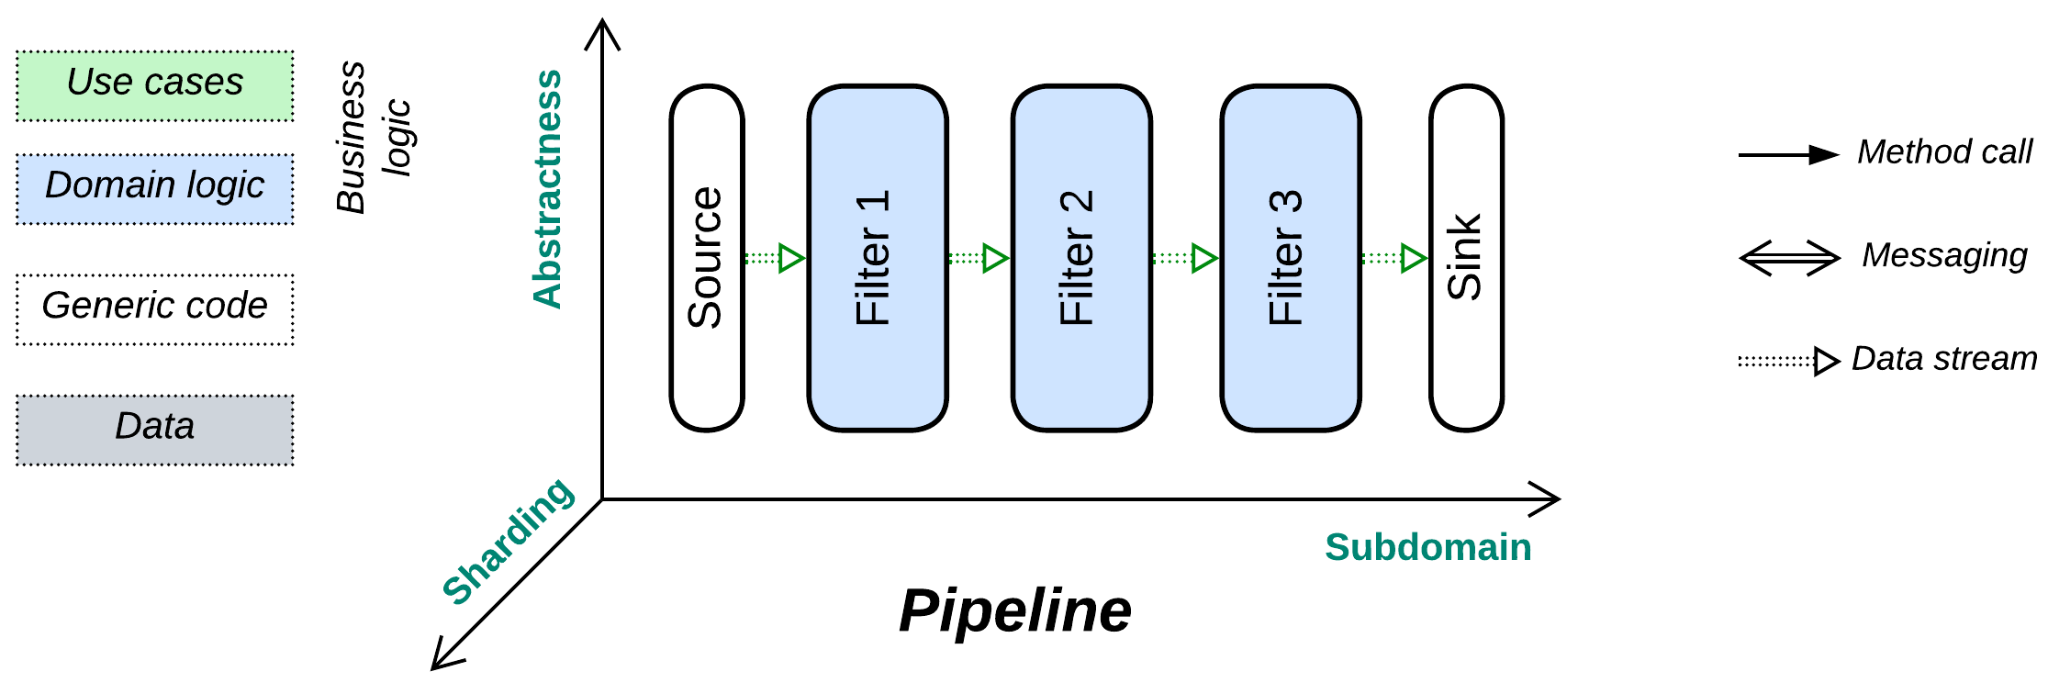 Use cases
Domain logic
Generic code
Data
Business
logic
Abstractness
Sharding
Subdomain
Source
Filter 1
Filter 2
Filter 3
Sink
Pipeline
Method call
Messaging
Data stream